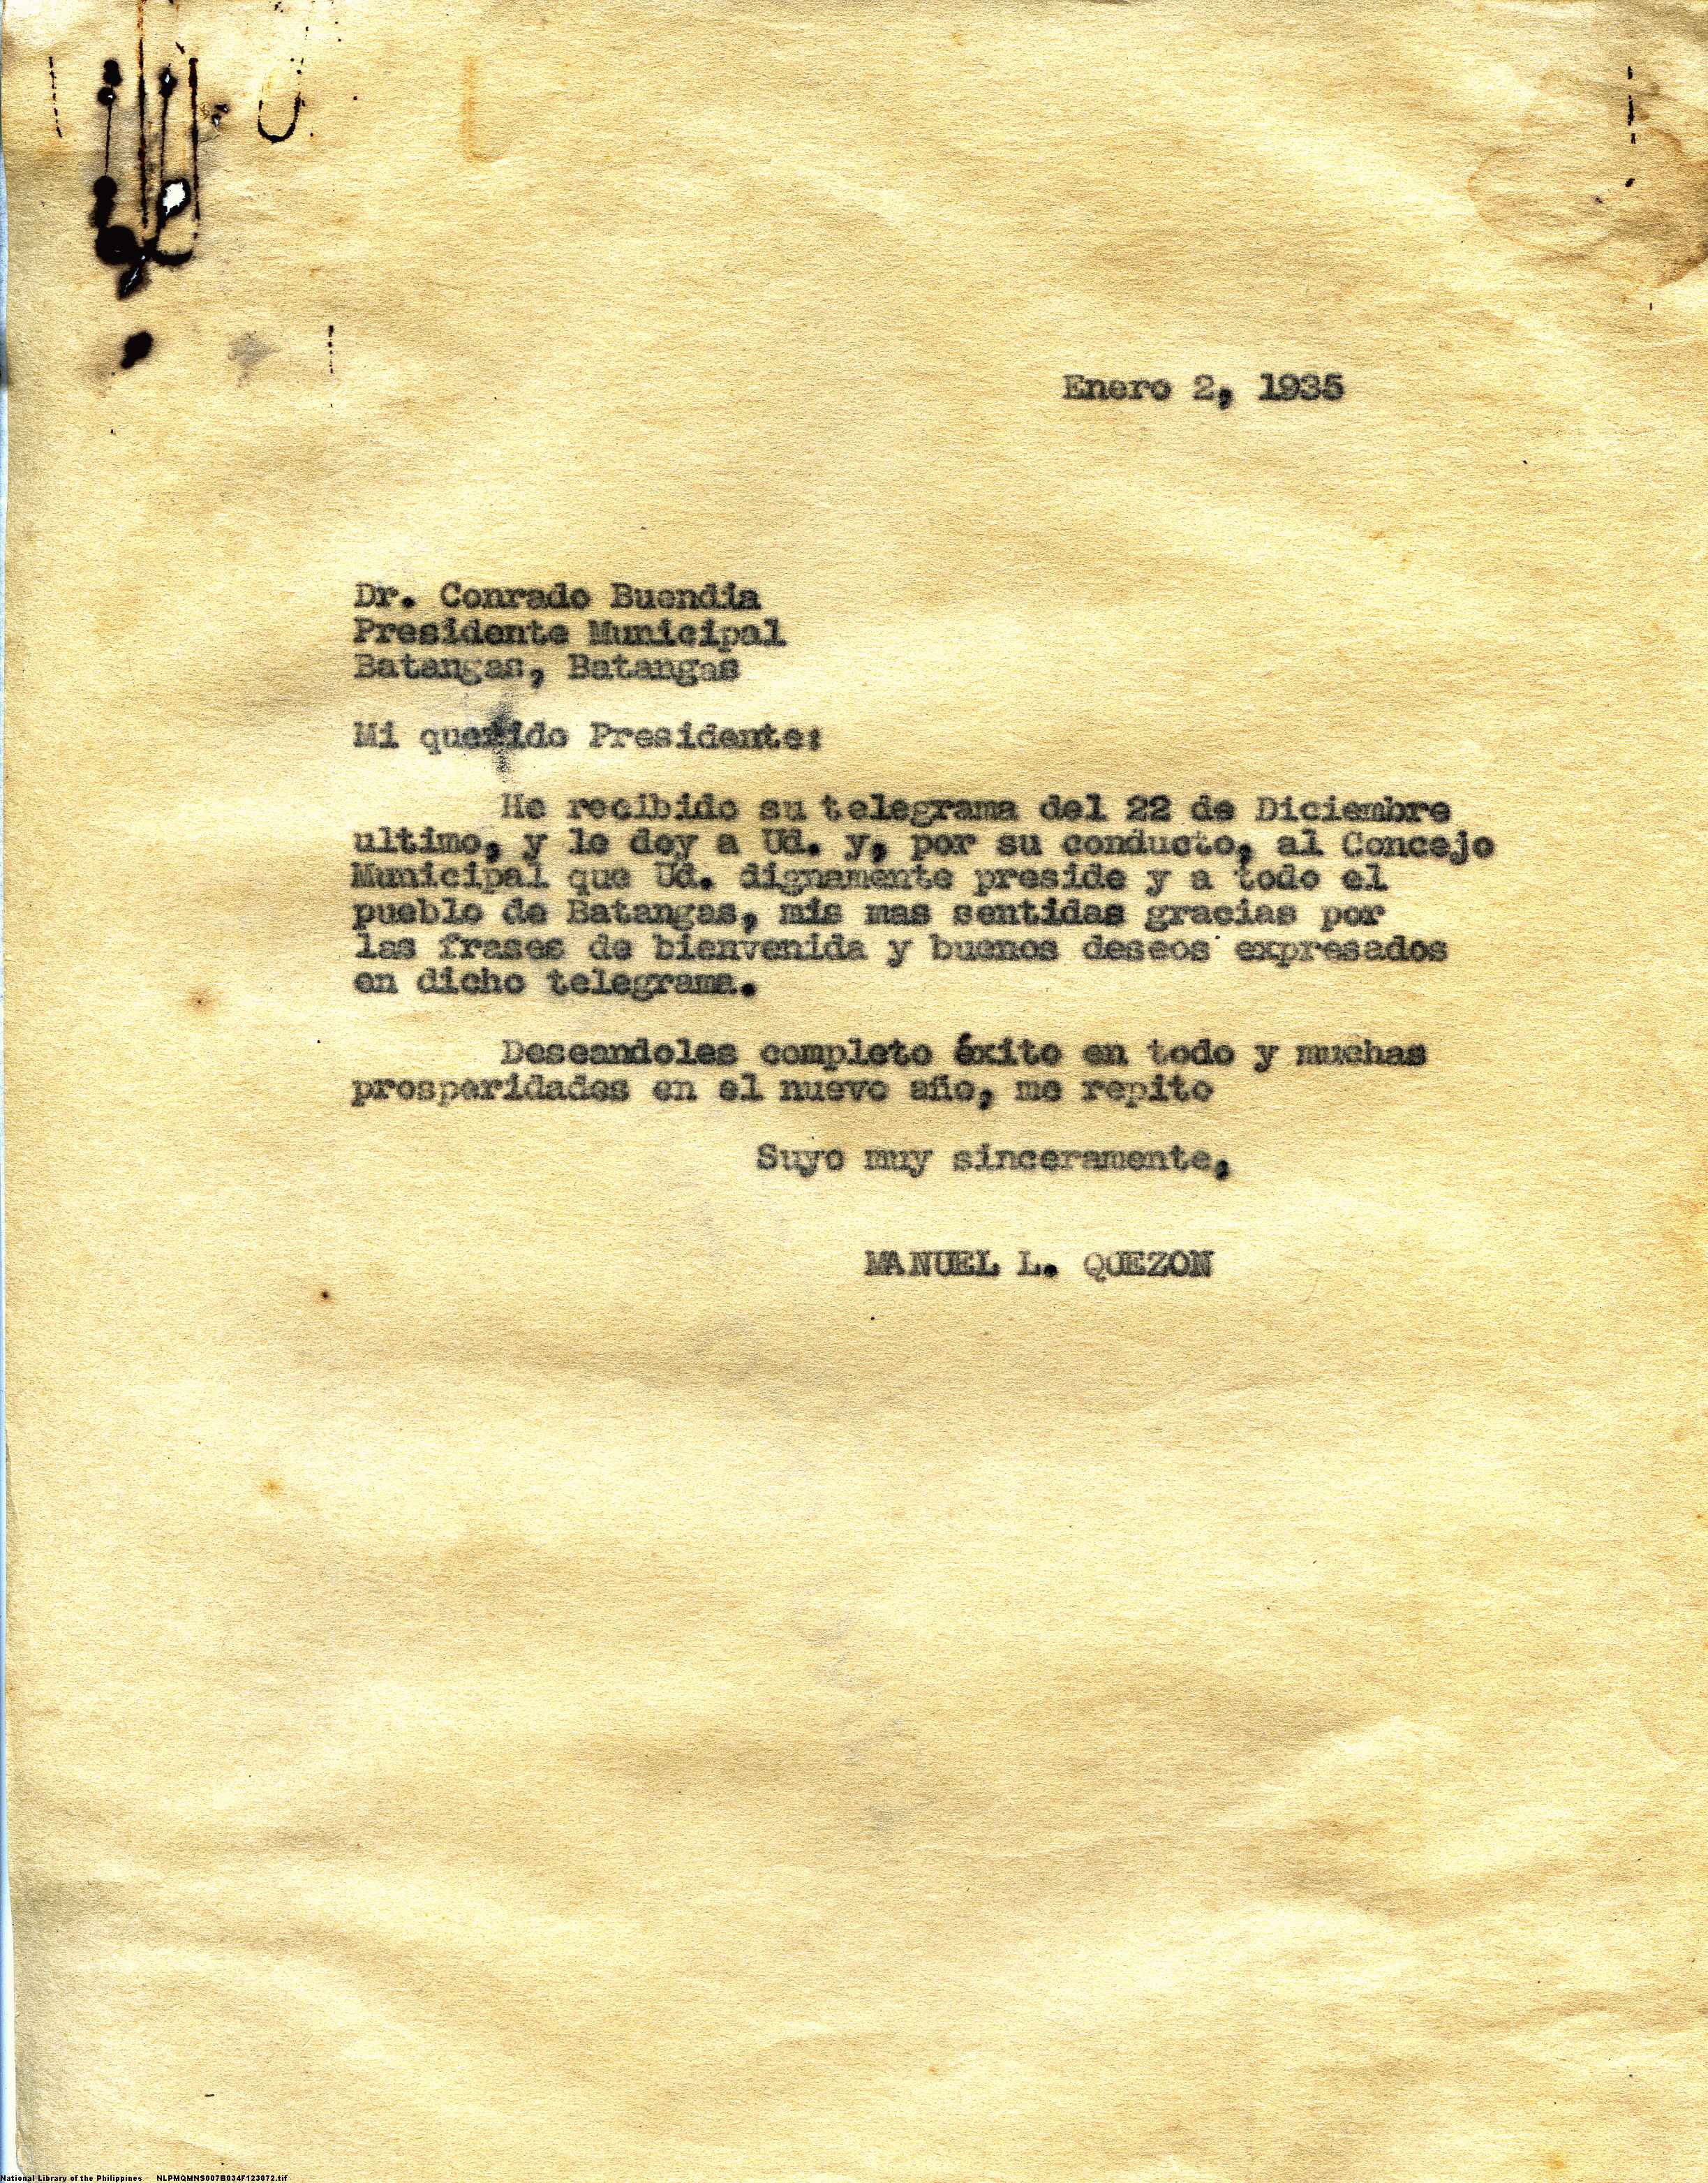 Enero 2, 1935
Dr. Conrado Buendia
Presidente Municipal
Batangas, Batangas
Mi querido Presidente:
He recibido su telegrama del 22 de Diciembre
ultimo, y le doy a Ud. y, por su conducto, al Concejo
Municipal que Ud. dignamente preside y a todo el
pueblo de Batangas, mis mas sentidas gracias por
las frases de bienvenida y buenos deseos expresados
en dicho telegrama.
Deseandoles completo éxito en todo y muchas
prosperidades en el nuevo año, me repito
Suyo muy sinceramente,
MANUEL L. QUEZON
National Library of the Philippines NLPMQMNS007B034F123072.tif